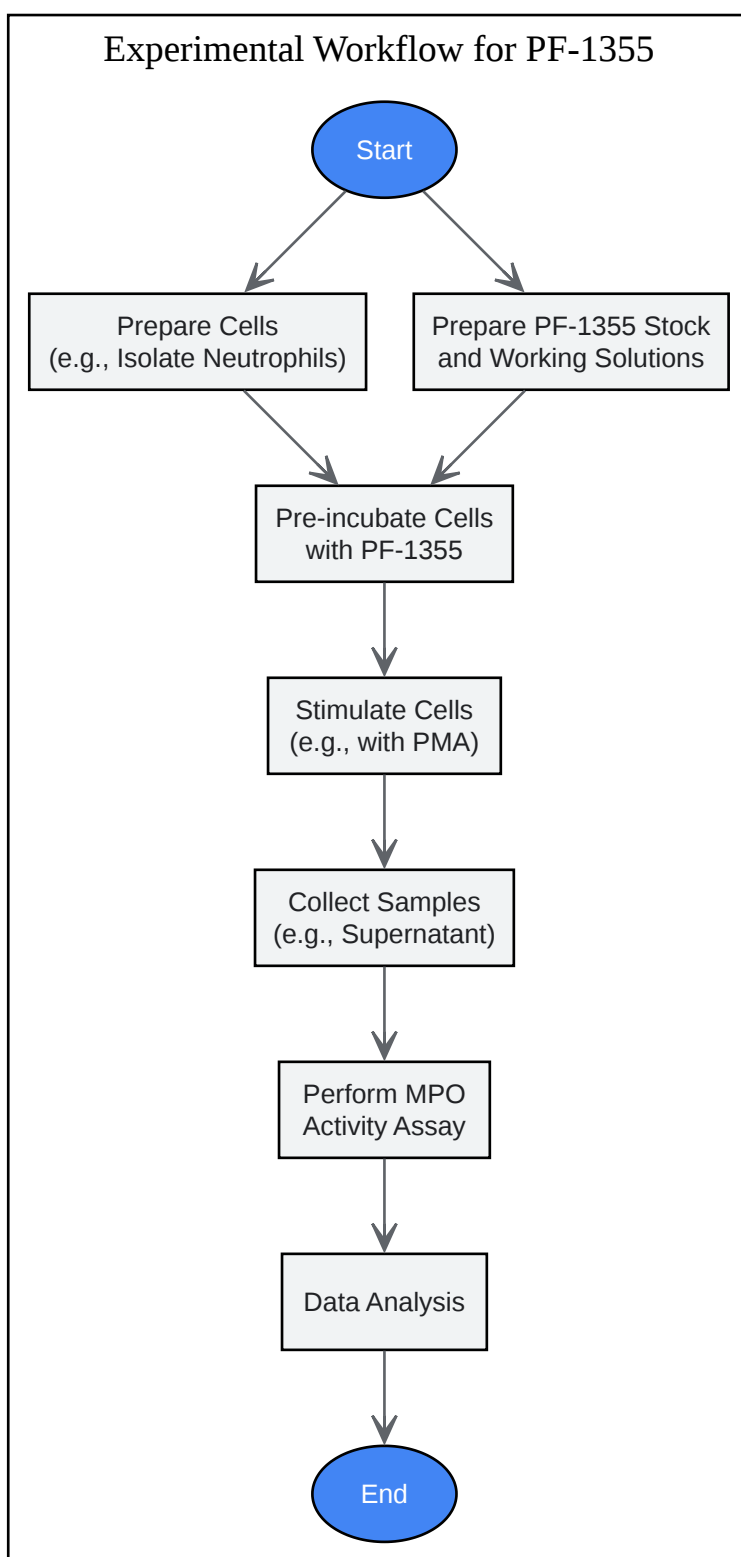 Experimental Workflow for PF-1355
Start
Prepare Cells
(e.g., Isolate Neutrophils)
Prepare PF-1355 Stock
and Working Solutions
Pre-incubate Cells
with PF-1355
Stimulate Cells
(e.g., with PMA)
Collect Samples
(e.g., Supernatant)
Perform MPO
Activity Assay
Data Analysis
End